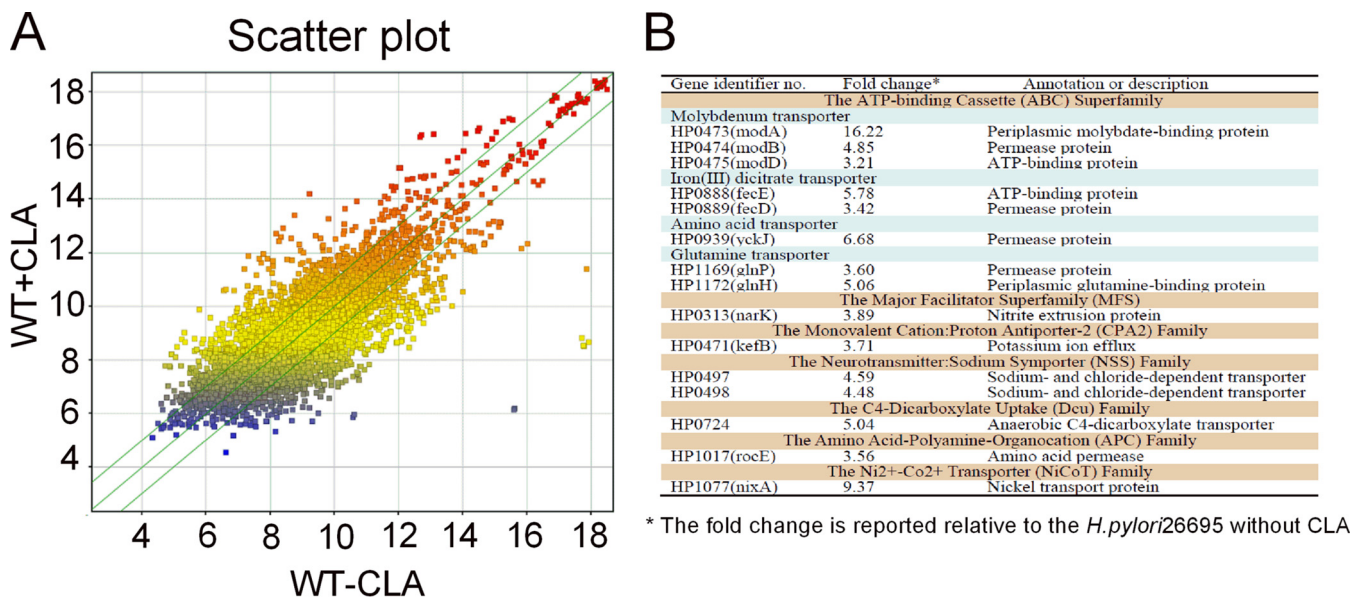 A
Scatter plot
WT+CLA
18
16
14
12
10
8
6
4
4 6 8 10 12 14 16 18
WT-CLA
B
Gene identifier no. Fold change* Annotation or description
The ATP-binding Cassette (ABC) Superfamily
Molybdenum transporter
HP0473(modA) 16.22 Periplasmic molybdate-binding protein
HP0474(modB) 4.85 Permease protein
HP0475(modD) 3.21 ATP-binding protein
Iron(III) dicitrate transporter
HP0888(fecE) 5.78 ATP-binding protein
HP0889(fecD) 3.42 Permease protein
Amino acid transporter
HP0939(yckJ) 6.68 Permease protein
Glutamine transporter
HP1169(glnP) 3.60 Permease protein
HP1172(glnH) 5.06 Periplasmic glutamine-binding protein
The Major Facilitator Superfamily (MFS)
HP0313(narK) 3.89 Nitrite extrusion protein
The Monovalent Cation:Proton Antiporter-2 (CPA2) Family
HP0471(kefB) 3.71 Potassium ion efflux
The Neurotransmitter:Sodium Symporter (NSS) Family
HP0497 4.59 Sodium- and chloride-dependent transporter
HP0498 4.48 Sodium- and chloride-dependent transporter
The C4-Dicarboxylate Uptake (Dcu) Family
HP0724 5.04 Anaerobic C4-dicarboxylate transporter
The Amino Acid-Polyamine-Organocation (APC) Family
HP1017(rocE) 3.56 Amino acid permease
The Ni2+-Co2+ Transporter (NiCoT) Family
HP1077(nixA) 9.37 Nickel transport protein
* The fold change is reported relative to the H.pylori26695 without CLA